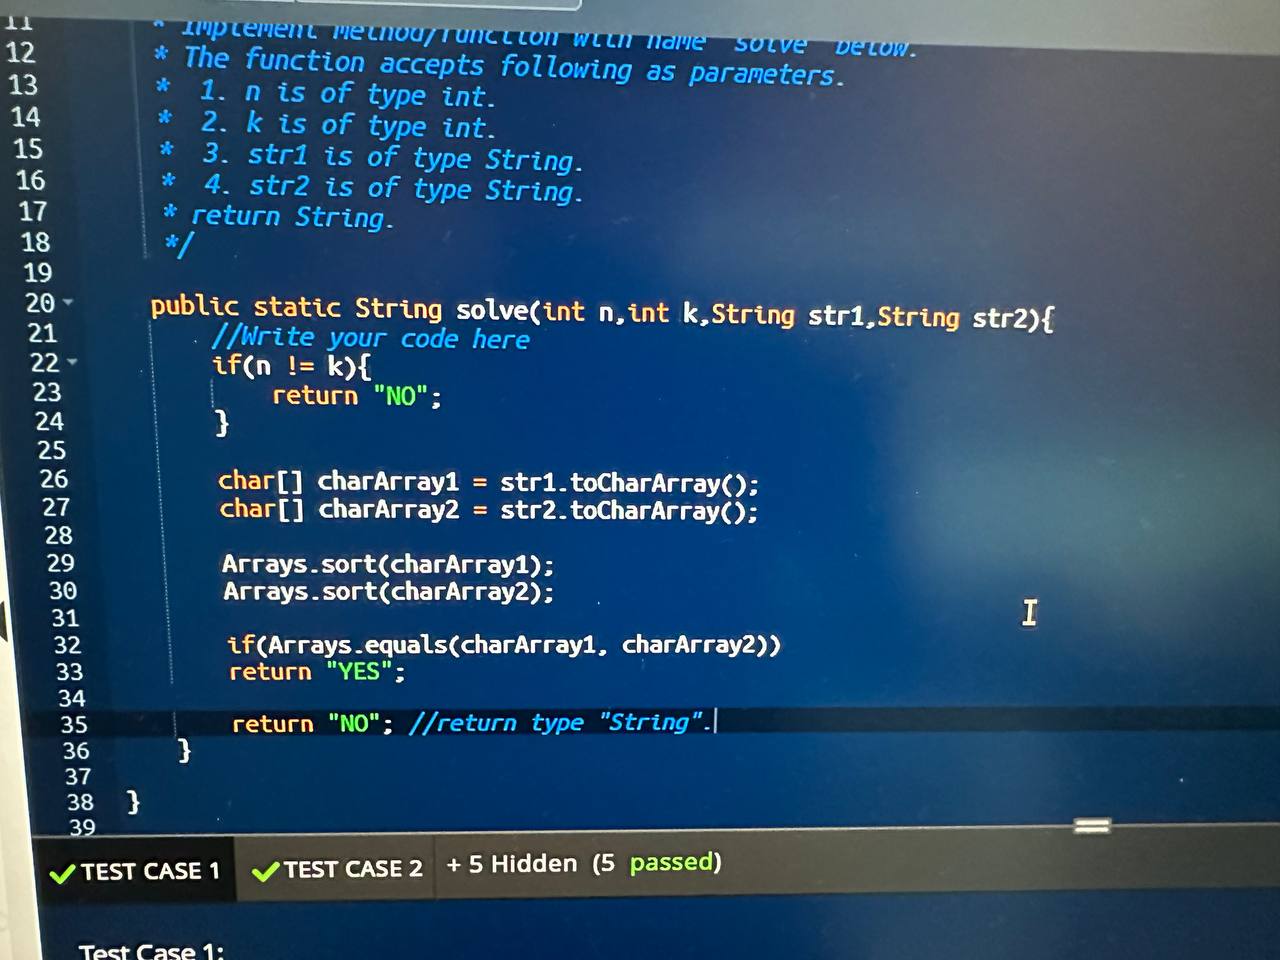 11 * Implement method/function with name 'solve' below.
12 * The function accepts following as parameters.
13 * 1. n is of type int.
14 * 2. k is of type int.
15 * 3. str1 is of type String.
16 * 4. str2 is of type String.
17 * return String.
18 */
19
20 public static String solve(int n,int k,String str1,String str2){
21 //Write your code here
22 if(n != k){
23 return "NO";
24 }
25
26 char[] charArray1 = str1.toCharArray();
27 char[] charArray2 = str2.toCharArray();
28
29 Arrays.sort(charArray1);
30 Arrays.sort(charArray2);
31
32 if(Arrays.equals(charArray1, charArray2))
33 return "YES";
34
35 return "NO"; //return type "String".
36 }
37
38 }
39
TEST CASE 1 TEST CASE 2 + 5 Hidden (5 passed)
Test Case 1: